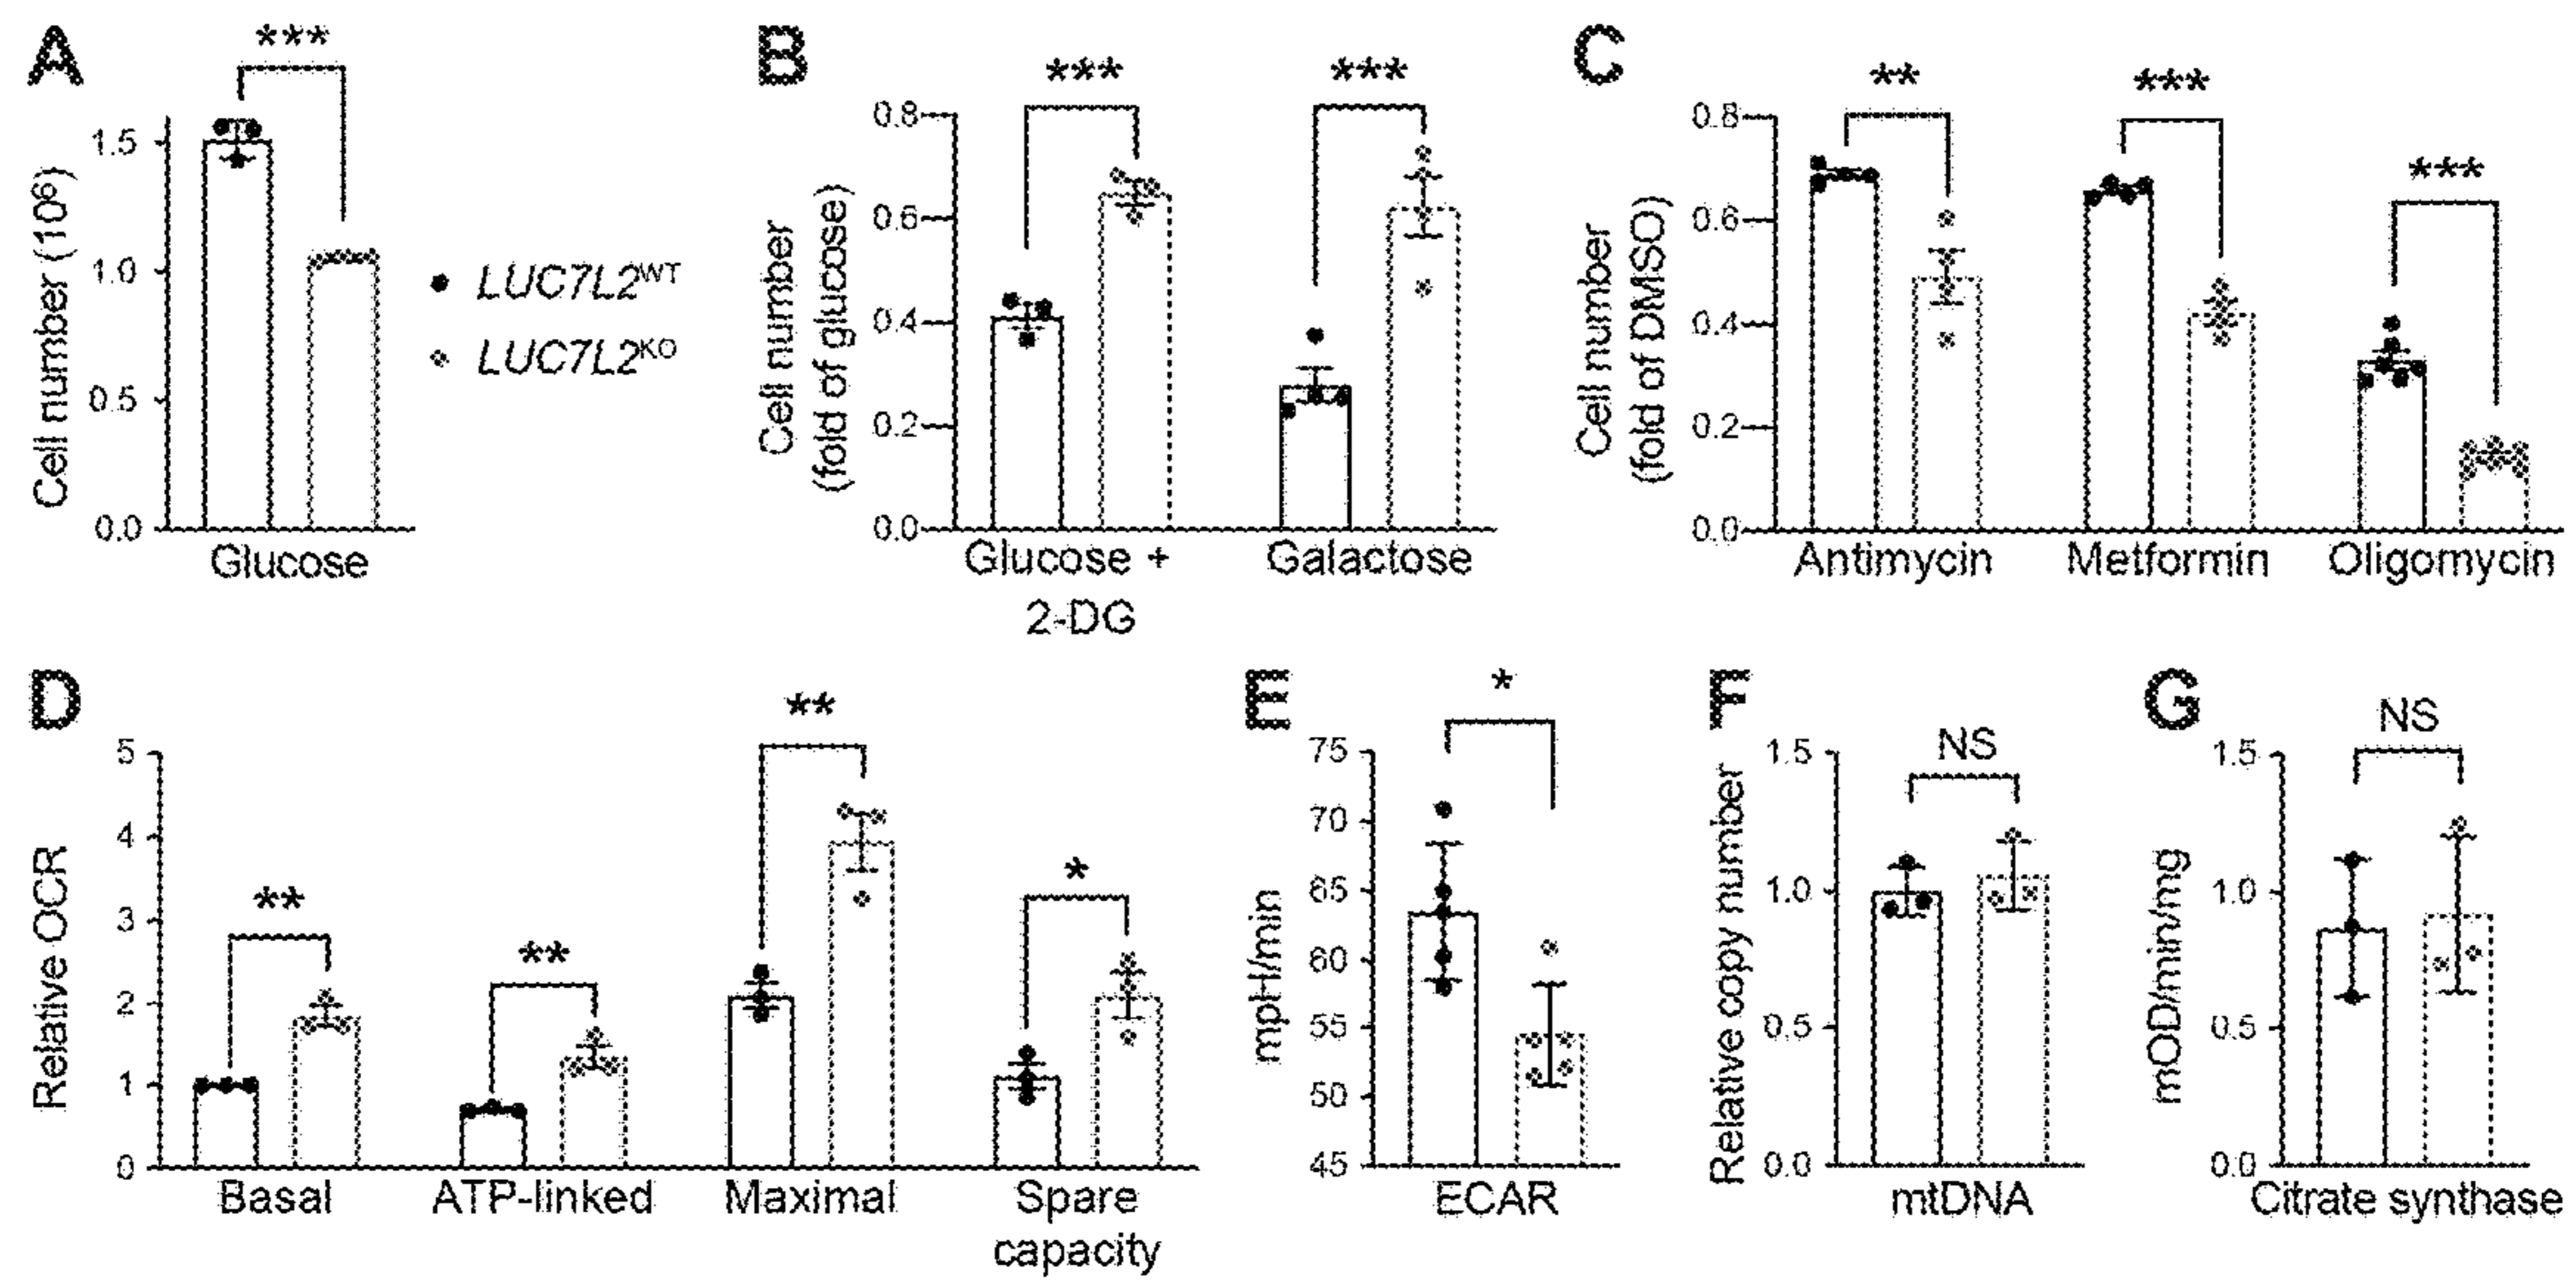 A
***
Cell number (10⁶)
1.5
1.0
0.5
0.0
Glucose
LUC7L2ᵂᵀ
LUC7L2ᴷᴼ
B
***
***
Cell number
(fold of glucose)
0.8
0.6
0.4
0.2
0.0
Glucose +
2-DG
Galactose
C
**
***
***
Cell number
(fold of DMSO)
0.8
0.6
0.4
0.2
0.0
Antimycin
Metformin
Oligomycin
D
**
**
**
*
Relative OCR
5
4
3
2
1
0
Basal
ATP-linked
Maximal
Spare
capacity
E
*
mpH/min
75
70
65
60
55
50
45
ECAR
F
NS
Relative copy number
1.5
1.0
0.5
0.0
mtDNA
G
NS
mOD/min/mg
1.5
1.0
0.5
0.0
Citrate synthase